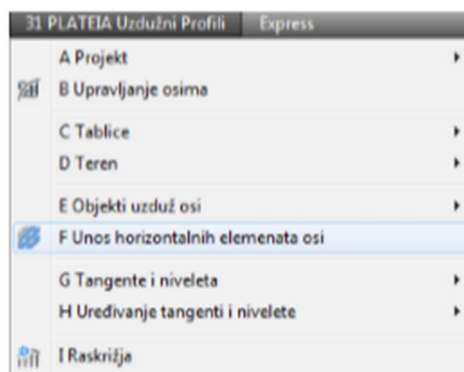 31 PLATEIA Uzdužni Profili Express
A Projekt
B Upravljanje osima
C Tablice
D Teren
E Objekti uzduž osi
F Unos horizontalnih elemenata osi
G Tangente i niveleta
H Uređivanje tangenti i nivelete
I Raskrižja